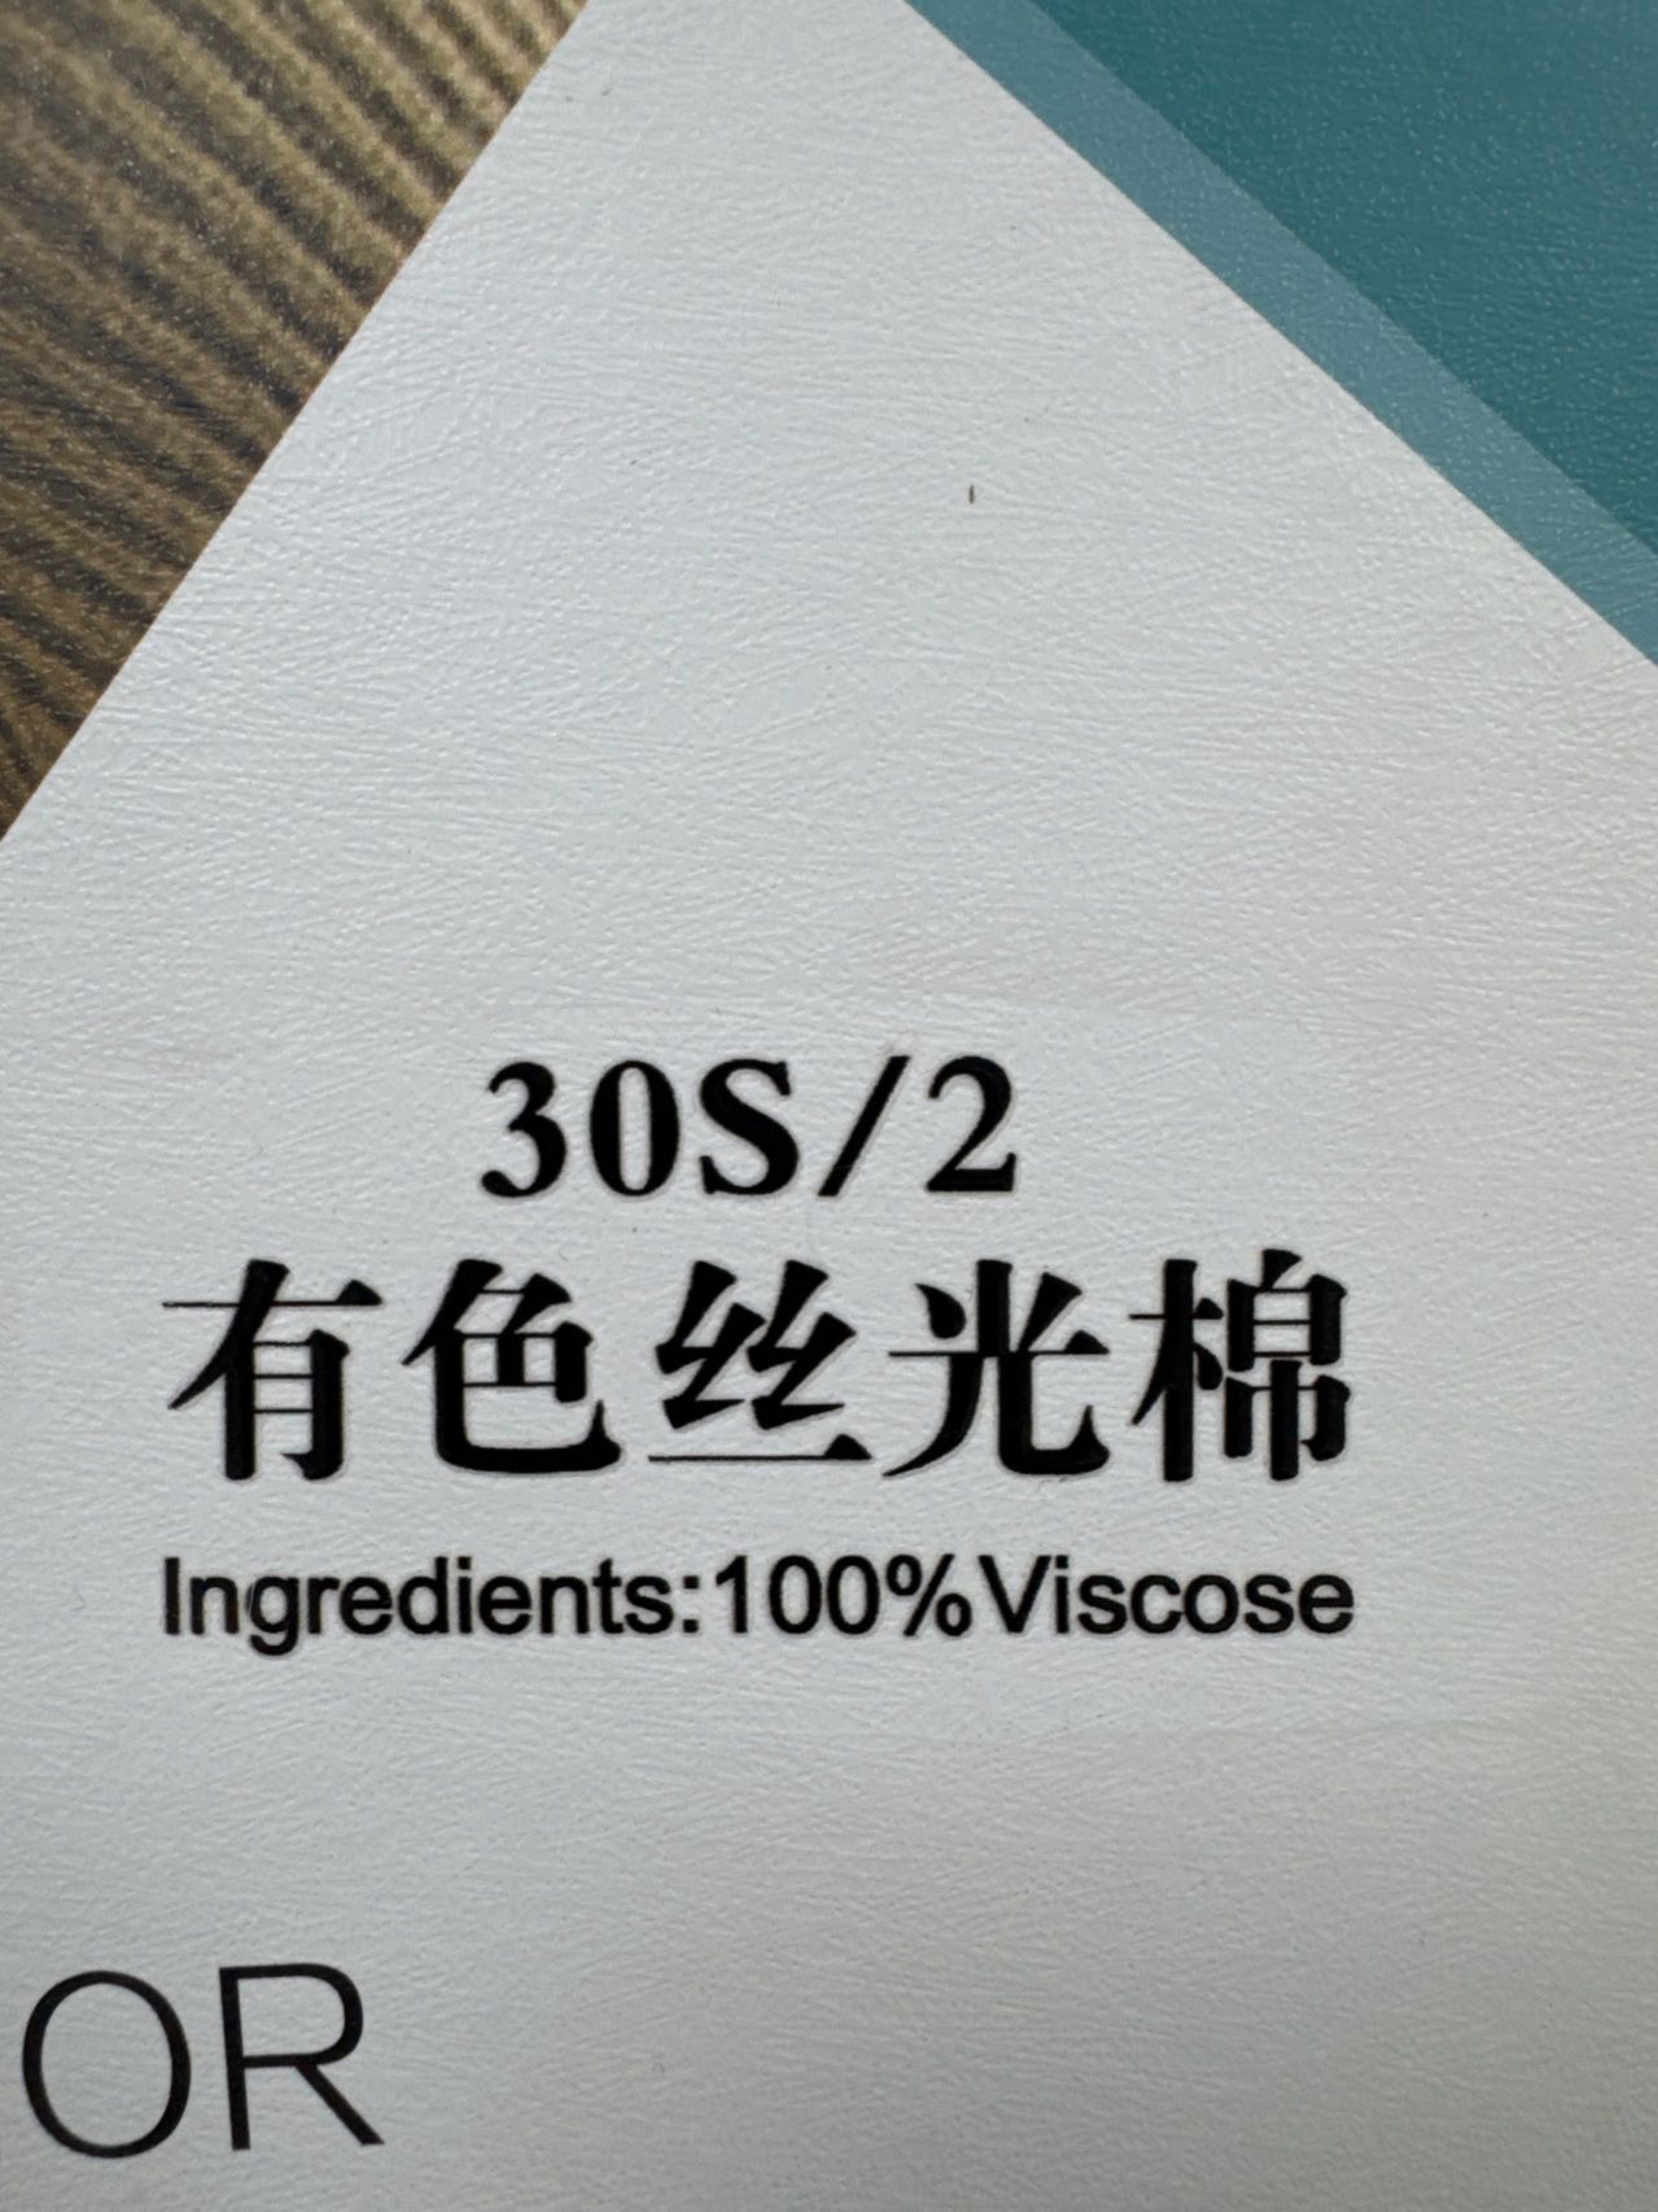 30S/2
有色丝光棉
Ingredients:100%Viscose
OR